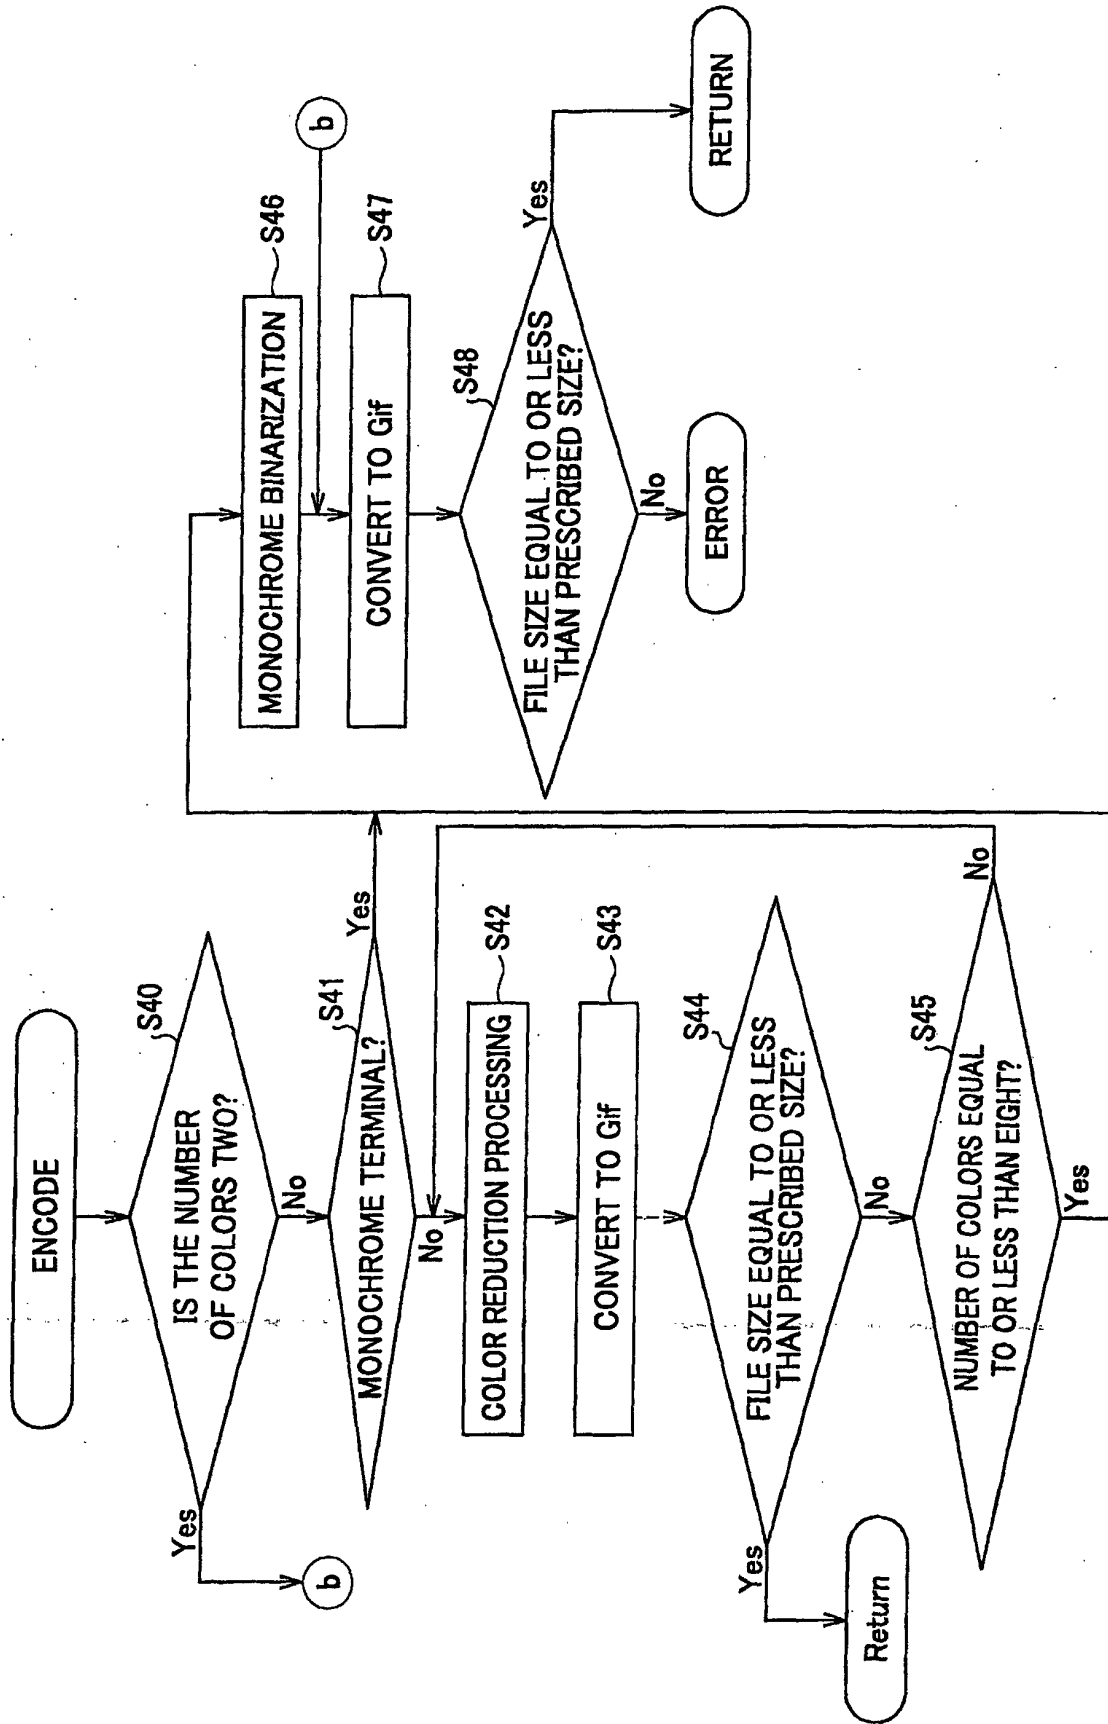 ENCODE
S40
IS THE NUMBER
OF COLORS TWO?
Yes
b
No
S41
MONOCHROME TERMINAL?
Yes
No
S42
COLOR REDUCTION PROCESSING
S43
CONVERT TO Gif
S44
FILE SIZE EQUAL TO OR LESS
THAN PRESCRIBED SIZE?
Yes
Return
No
S45
NUMBER OF COLORS EQUAL
TO OR LESS THAN EIGHT?
No
Yes
S46
MONOCHROME BINARIZATION
b
S47
CONVERT TO Gif
S48
FILE SIZE EQUAL TO OR LESS
THAN PRESCRIBED SIZE?
Yes
RETURN
No
ERROR